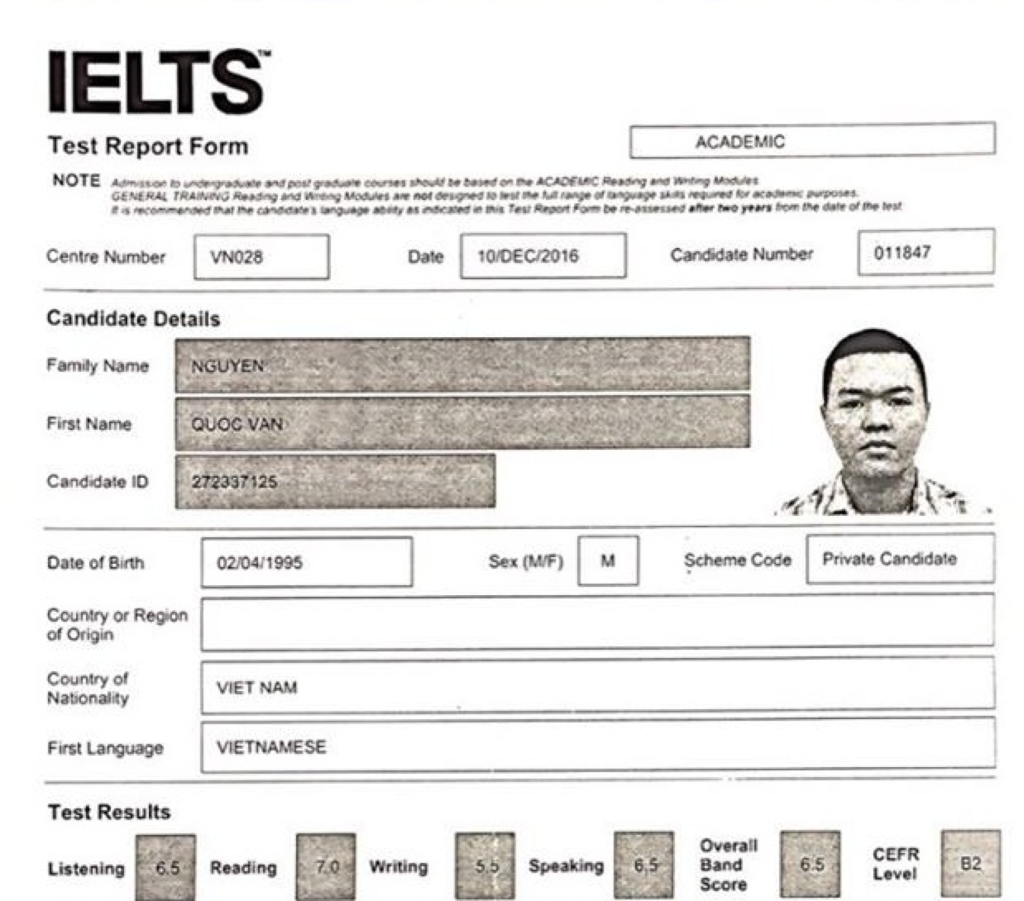 IELTS™
Test Report Form
ACADEMIC
NOTE Admission to undergraduate and post graduate courses should be based on the ACADEMIC Reading and Writing Modules.
GENERAL TRAINING Reading and Writing Modules are not designed to test the full range of language skills required for academic purposes.
It is recommended that the candidate's language ability as indicated in this Test Report Form be re-assessed after two years from the date of the test.
Centre Number VN028 Date 10/DEC/2016 Candidate Number 011847
Candidate Details
Family Name NGUYEN
First Name QUOC VAN
Candidate ID 272337125
Date of Birth 02/04/1995 Sex (M/F) M Scheme Code Private Candidate
Country or Region
of Origin
Country of
Nationality VIET NAM
First Language VIETNAMESE
Test Results
Listening 6.5 Reading 7.0 Writing 5.5 Speaking 6.5 Overall Band Score 6.5 CEFR Level B2